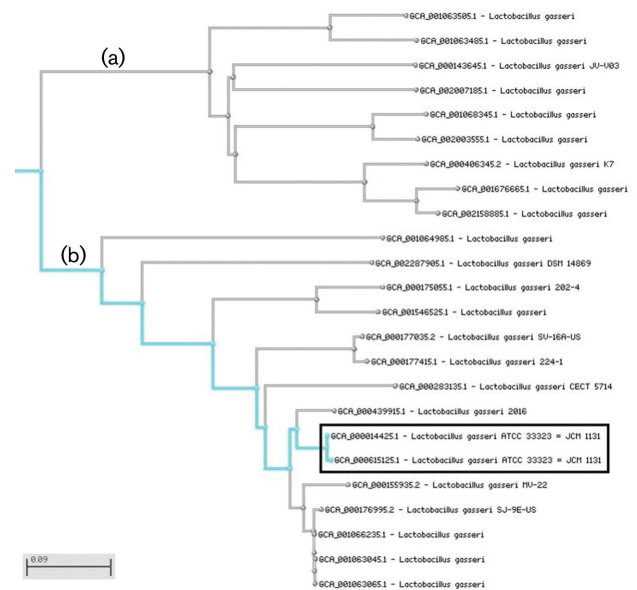 GCA_001063505.1 - Lactobacillus gasseri
GCA_001063485.1 - Lactobacillus gasseri
(a)
GCA_000143645.1 - Lactobacillus gasseri JV-V03
GCA_002007185.1 - Lactobacillus gasseri
GCA_001068345.1 - Lactobacillus gasseri
GCA_002003555.1 - Lactobacillus gasseri
GCA_000406345.2 - Lactobacillus gasseri K7
GCA_001676665.1 - Lactobacillus gasseri
GCA_002158885.1 - Lactobacillus gasseri
GCA_001064985.1 - Lactobacillus gasseri
(b)
GCA_002287905.1 - Lactobacillus gasseri DSM 14869
GCA_000175055.1 - Lactobacillus gasseri 202-4
GCA_001546525.1 - Lactobacillus gasseri
GCA_000177035.2 - Lactobacillus gasseri SV-16A-US
GCA_000177415.1 - Lactobacillus gasseri 224-1
GCA_000283135.1 - Lactobacillus gasseri CECT 5714
GCA_000439915.1 - Lactobacillus gasseri 2016
GCA_000014425.1 - Lactobacillus gasseri ATCC 33323 = JCM 1131
GCA_000615125.1 - Lactobacillus gasseri ATCC 33323 = JCM 1131
GCA_000155935.2 - Lactobacillus gasseri MV-22
GCA_000176995.2 - Lactobacillus gasseri SJ-9E-US
GCA_001066235.1 - Lactobacillus gasseri
GCA_001063045.1 - Lactobacillus gasseri
GCA_001063065.1 - Lactobacillus gasseri
0.09